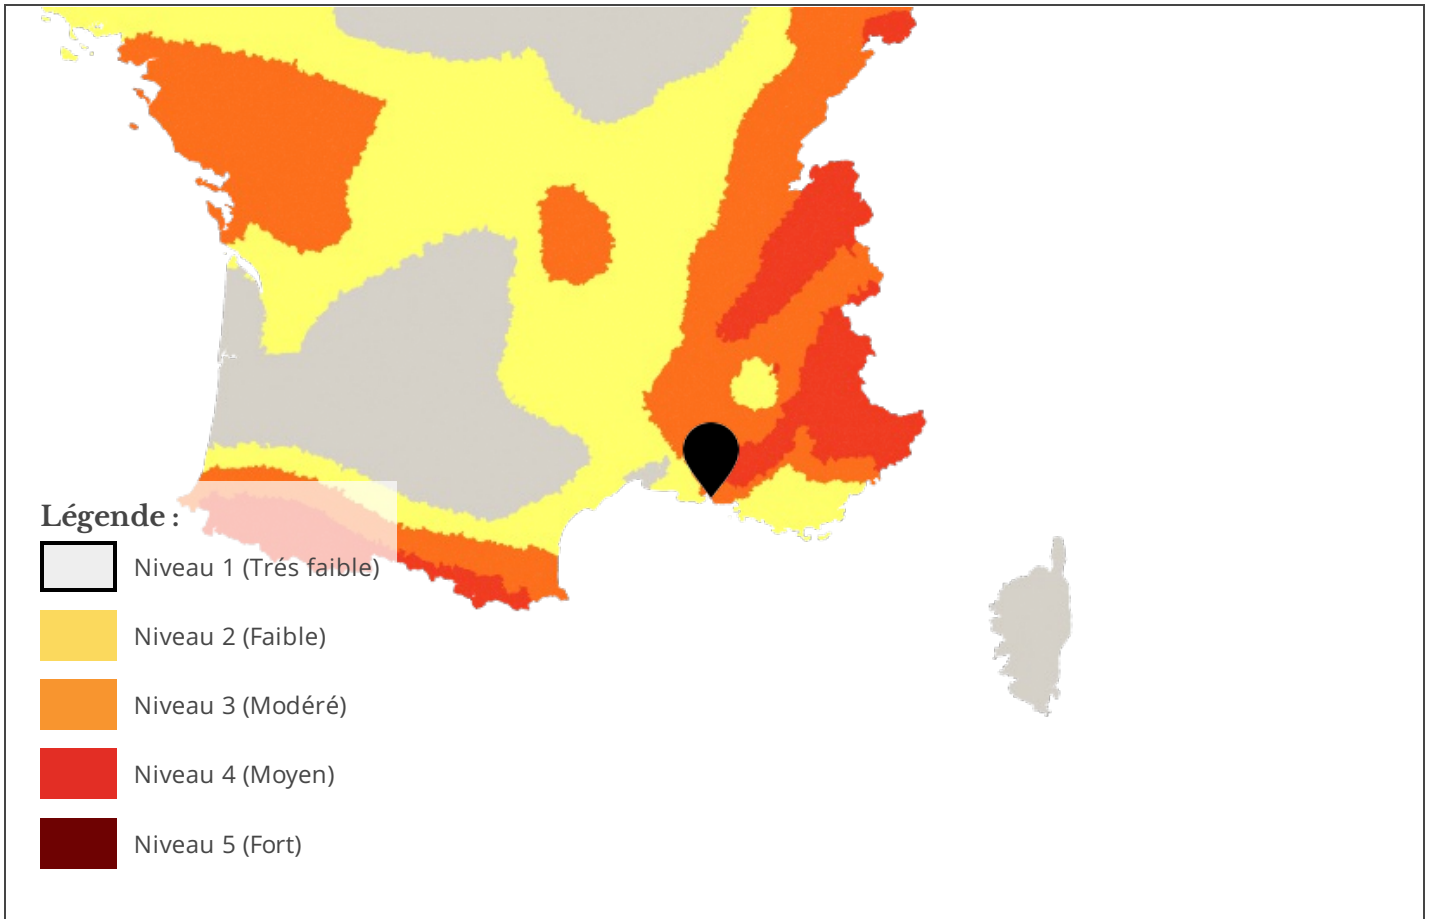 Légende :
Niveau 1 (Trés faible)
Niveau 2 (Faible)
Niveau 3 (Modéré)
Niveau 4 (Moyen)
Niveau 5 (Fort)